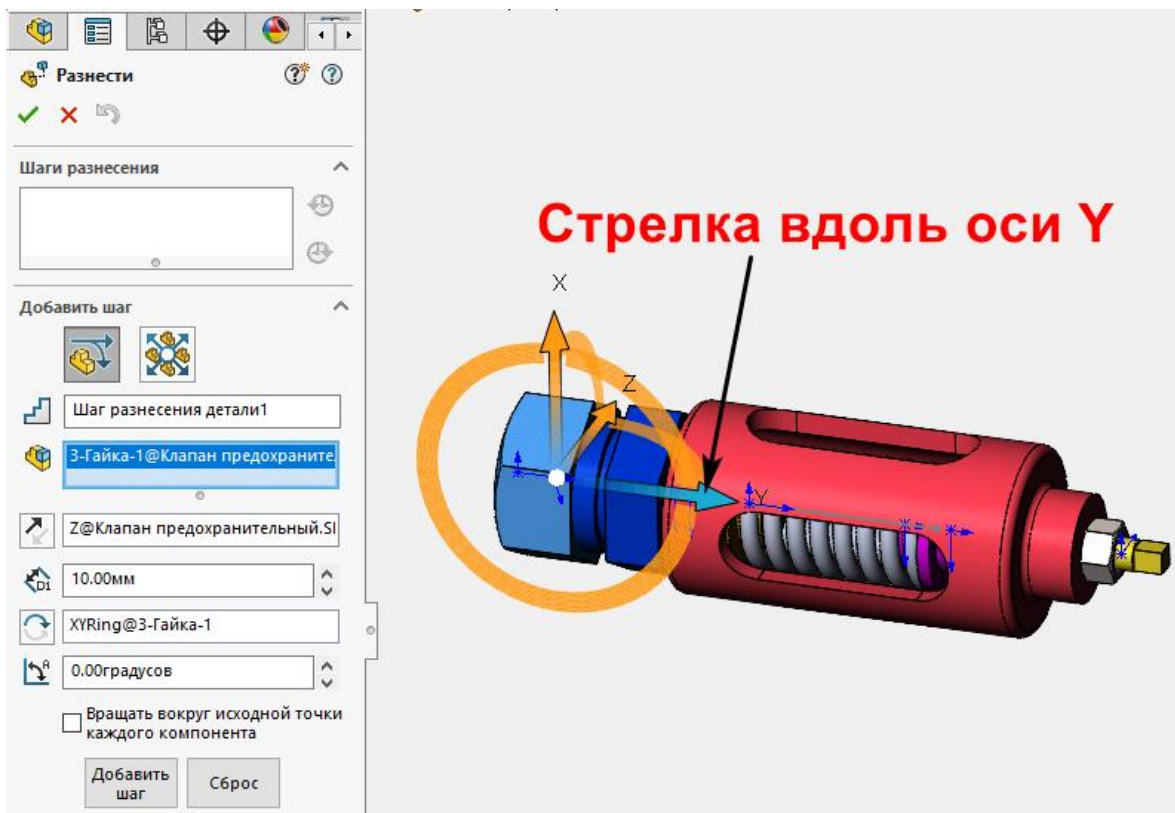 Разнести
Шаги разнесения
Добавить шаг
Шаг разнесения детали1
3-Гайка-1@Клапан предохраните
Z@Клапан предохранительный.SI
D1
10.00мм
XYRing@3-Гайка-1
A
0.00градусов
Вращать вокруг исходной точки
каждого компонента
Добавить
шаг
Сброс
Стрелка вдоль оси Y
X
Z
Y